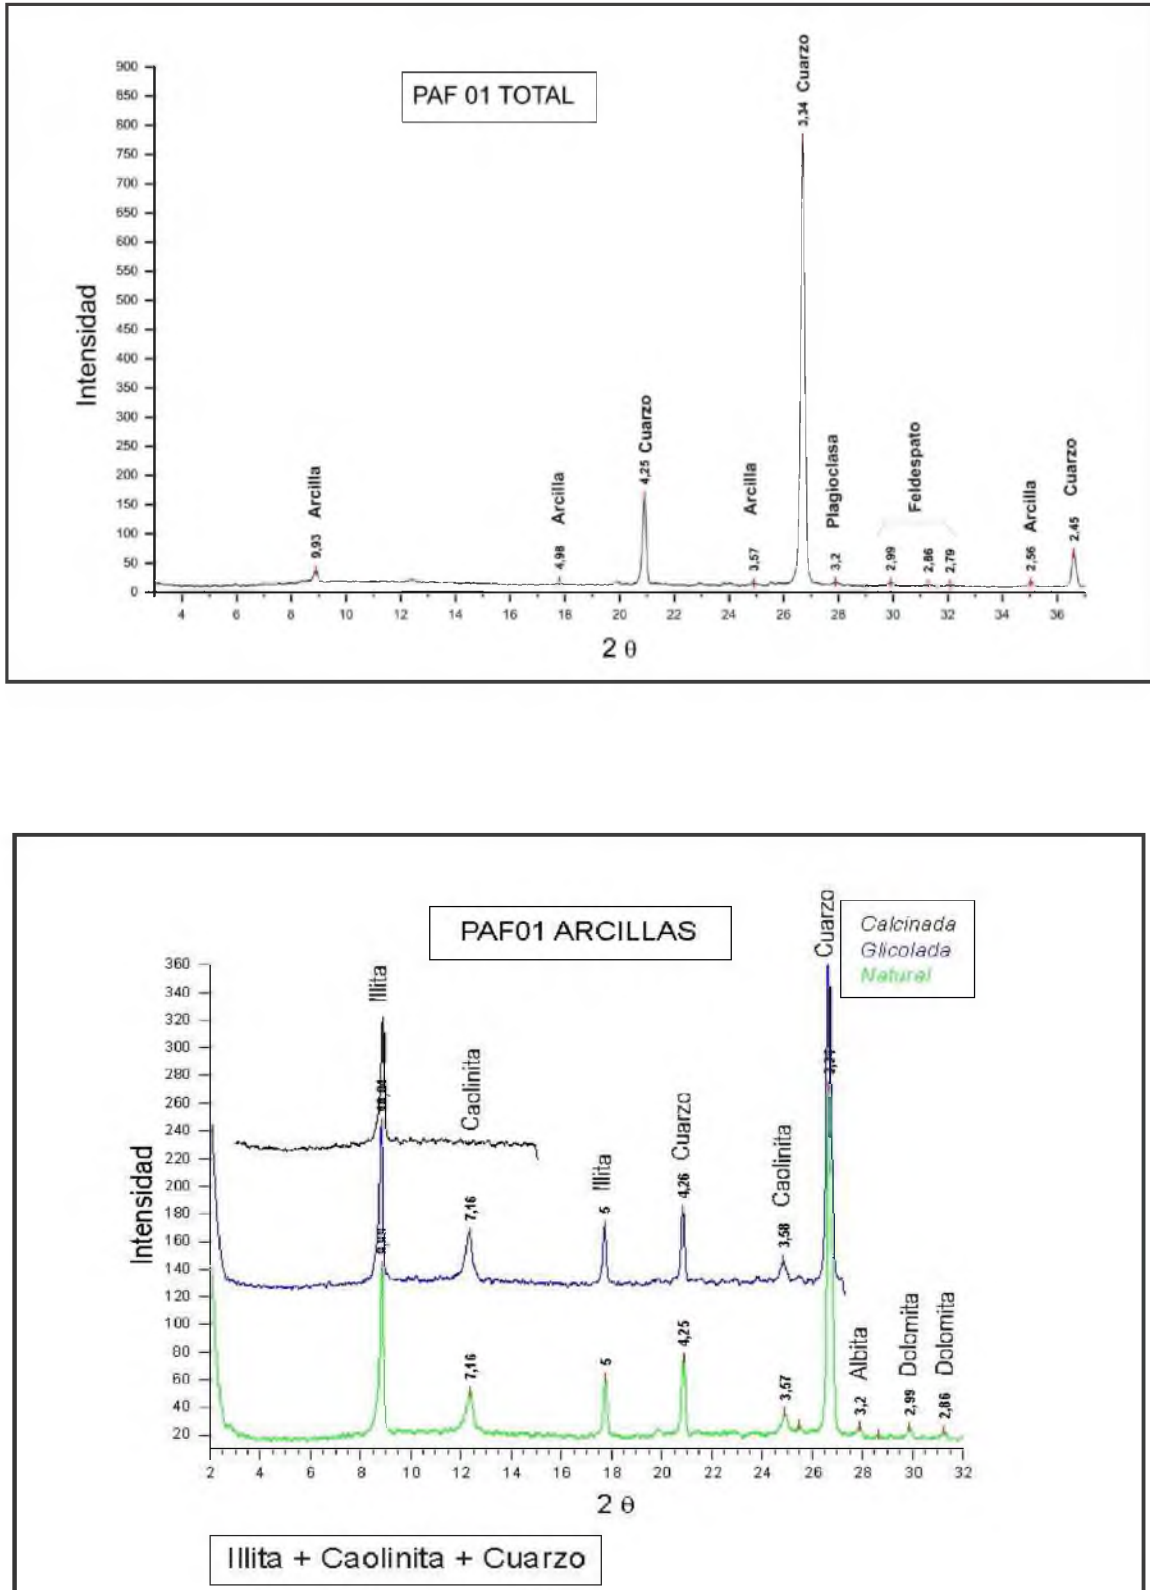 PAF 01 TOTAL
900
850
800
750
700
650
600
550
500
450
400
350
300
250
200
150
100
50
0
Intensidad
9,93 Arcilla
4,98 Arcilla
4,25 Cuarzo
3,57 Arcilla
3,34 Cuarzo
3,2 Plagioclasa
Feldespato
2,99
2,86
2,79
2,56 Arcilla
2,45 Cuarzo
4 6 8 10 12 14 16 18 20 22 24 26 28 30 32 34 36
2 θ
PAF01 ARCILLAS
Calcinada
Glicolada
Natural
360
340
320
300
280
260
240
220
200
180
160
140
120
100
80
60
40
20
Intensidad
Illita
Caolinita
7,16
5 Illita
4,26 Cuarzo
3,58 Caolinita
Cuarzo
7,16
5
4,25
3,57
3,2 Albita
2,99 Dolomita
2,86 Dolomita
2 4 6 8 10 12 14 16 18 20 22 24 26 28 30 32
2 θ
Illita + Caolinita + Cuarzo